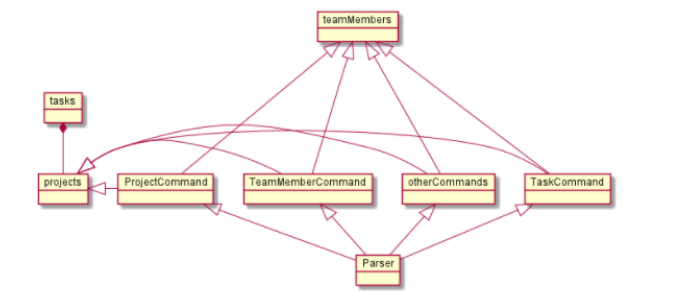 teamMembers
tasks
projects
ProjectCommand
TeamMemberCommand
otherCommands
TaskCommand
Parser